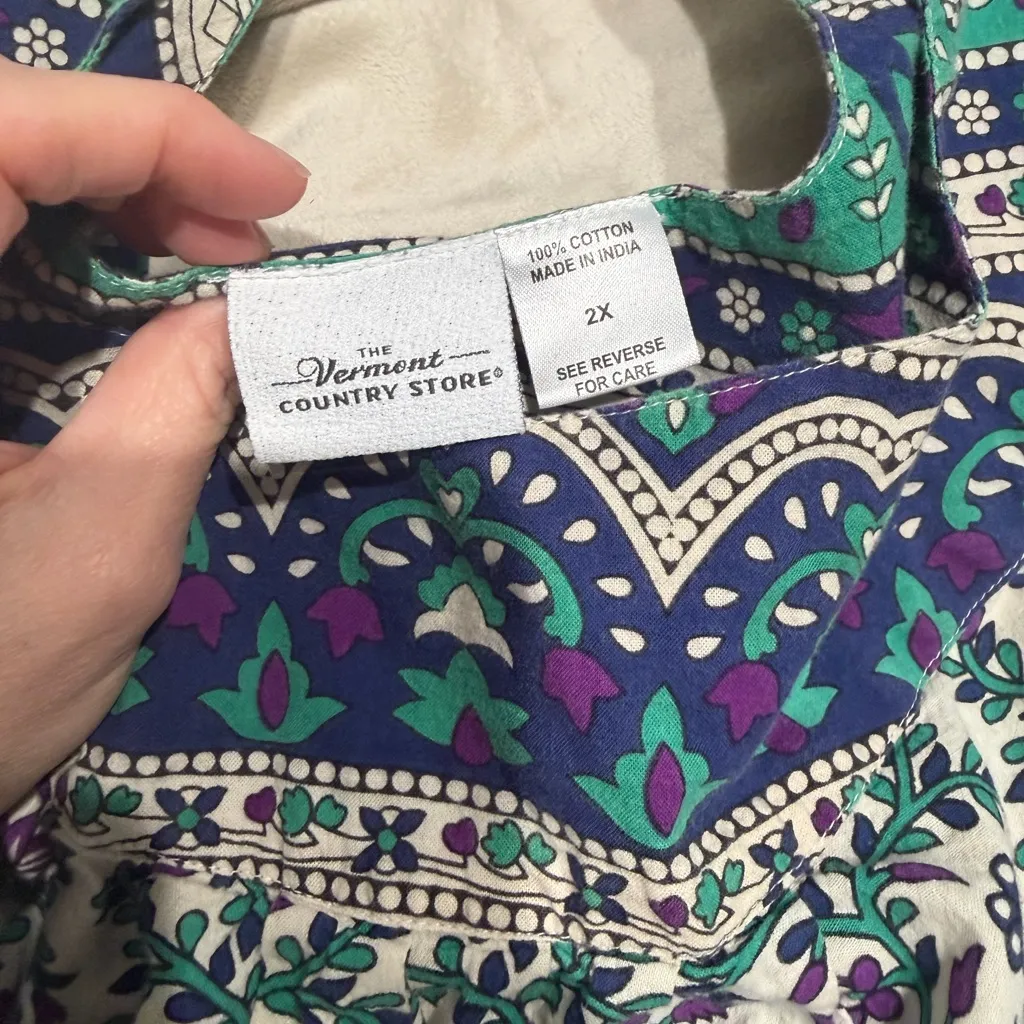 THE
Vermont
COUNTRY STORE®
100% COTTON
MADE IN INDIA
2X
SEE REVERSE
FOR CARE